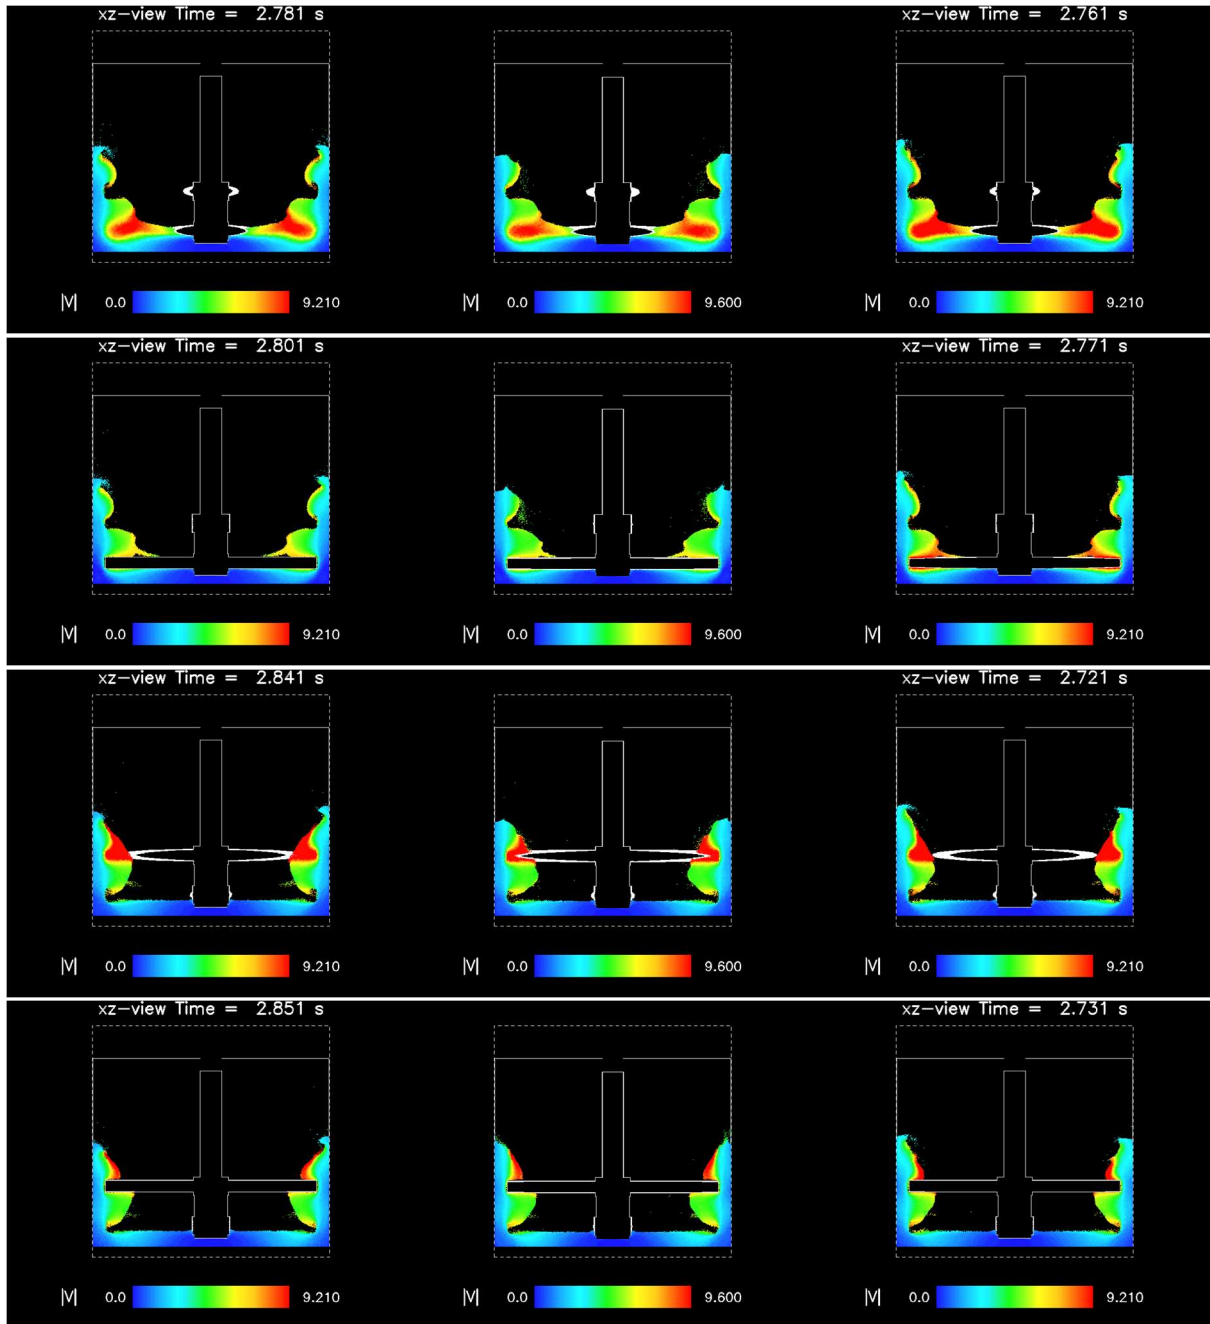 xz-view Time = 2.781 s
xz-view Time = 2.761 s
|V| 0.0 9.210
|V| 0.0 9.600
|V| 0.0 9.210
xz-view Time = 2.801 s
xz-view Time = 2.771 s
|V| 0.0 9.210
|V| 0.0 9.600
|V| 0.0 9.210
xz-view Time = 2.841 s
xz-view Time = 2.721 s
|V| 0.0 9.210
|V| 0.0 9.600
|V| 0.0 9.210
xz-view Time = 2.851 s
xz-view Time = 2.731 s
|V| 0.0 9.210
|V| 0.0 9.600
|V| 0.0 9.210